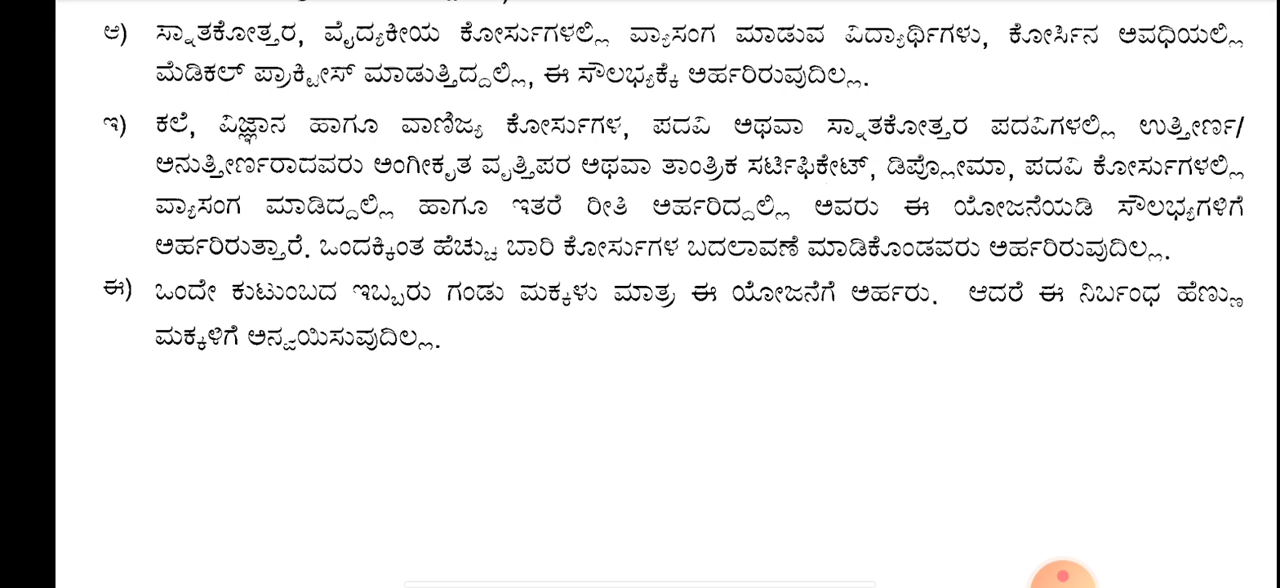 ಆ) ಸ್ನಾತಕೋತ್ತರ, ವೈದ್ಯಕೀಯ ಕೋರ್ಸುಗಳಲ್ಲಿ ವ್ಯಾಸಂಗ ಮಾಡುವ ವಿದ್ಯಾರ್ಥಿಗಳು, ಕೋರ್ಸಿನ ಅವಧಿಯಲ್ಲಿ
ಮೆಡಿಕಲ್ ಪ್ರಾಕ್ಟೀಸ್ ಮಾಡುತ್ತಿದ್ದಲ್ಲಿ, ಈ ಸೌಲಭ್ಯಕ್ಕೆ ಅರ್ಹರಿರುವುದಿಲ್ಲ.
ಇ) ಕಲೆ, ವಿಜ್ಞಾನ ಹಾಗೂ ವಾಣಿಜ್ಯ ಕೋರ್ಸುಗಳ, ಪದವಿ ಅಥವಾ ಸ್ನಾತಕೋತ್ತರ ಪದವಿಗಳಲ್ಲಿ ಉತ್ತೀರ್ಣ/
ಅನುತ್ತೀರ್ಣರಾದವರು ಅಂಗೀಕೃತ ವೃತ್ತಿಪರ ಅಥವಾ ತಾಂತ್ರಿಕ ಸರ್ಟಿಫಿಕೇಟ್, ಡಿಪ್ಲೋಮಾ, ಪದವಿ ಕೋರ್ಸುಗಳಲ್ಲಿ
ವ್ಯಾಸಂಗ ಮಾಡಿದ್ದಲ್ಲಿ ಹಾಗೂ ಇತರೆ ರೀತಿ ಅರ್ಹರಿದ್ದಲ್ಲಿ ಅವರು ಈ ಯೋಜನೆಯಡಿ ಸೌಲಭ್ಯಗಳಿಗೆ
ಅರ್ಹರಿರುತ್ತಾರೆ. ಒಂದಕ್ಕಿಂತ ಹೆಚ್ಚು ಬಾರಿ ಕೋರ್ಸುಗಳ ಬದಲಾವಣೆ ಮಾಡಿಕೊಂಡವರು ಅರ್ಹರಿರುವುದಿಲ್ಲ.
ಈ) ಒಂದೇ ಕುಟುಂಬದ ಇಬ್ಬರು ಗಂಡು ಮಕ್ಕಳು ಮಾತ್ರ ಈ ಯೋಜನೆಗೆ ಅರ್ಹರು. ಆದರೆ ಈ ನಿರ್ಬಂಧ ಹೆಣ್ಣು
ಮಕ್ಕಳಿಗೆ ಅನ್ವಯಿಸುವುದಿಲ್ಲ.